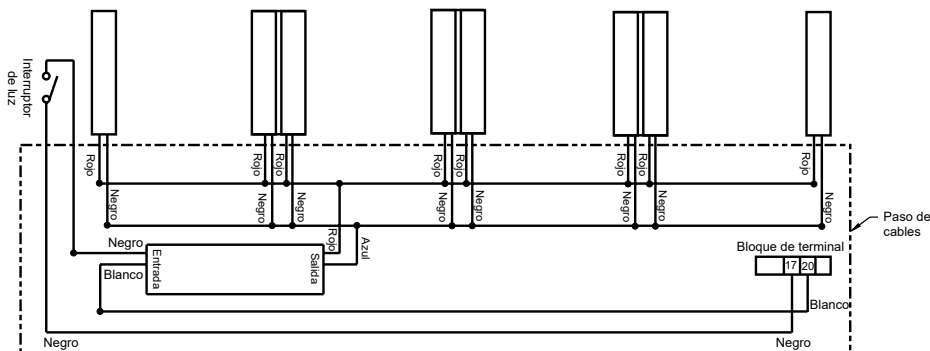 Interruptor
de luz
Rojo
Rojo
Rojo
Rojo
Rojo
Rojo
Rojo
Rojo
Negro
Negro
Negro
Negro
Negro
Negro
Negro
Negro
Paso de
cables
Negro
Blanco
Entrada
Salida
Rojo
Azul
Bloque de terminal
17
20
Blanco
Negro
Negro